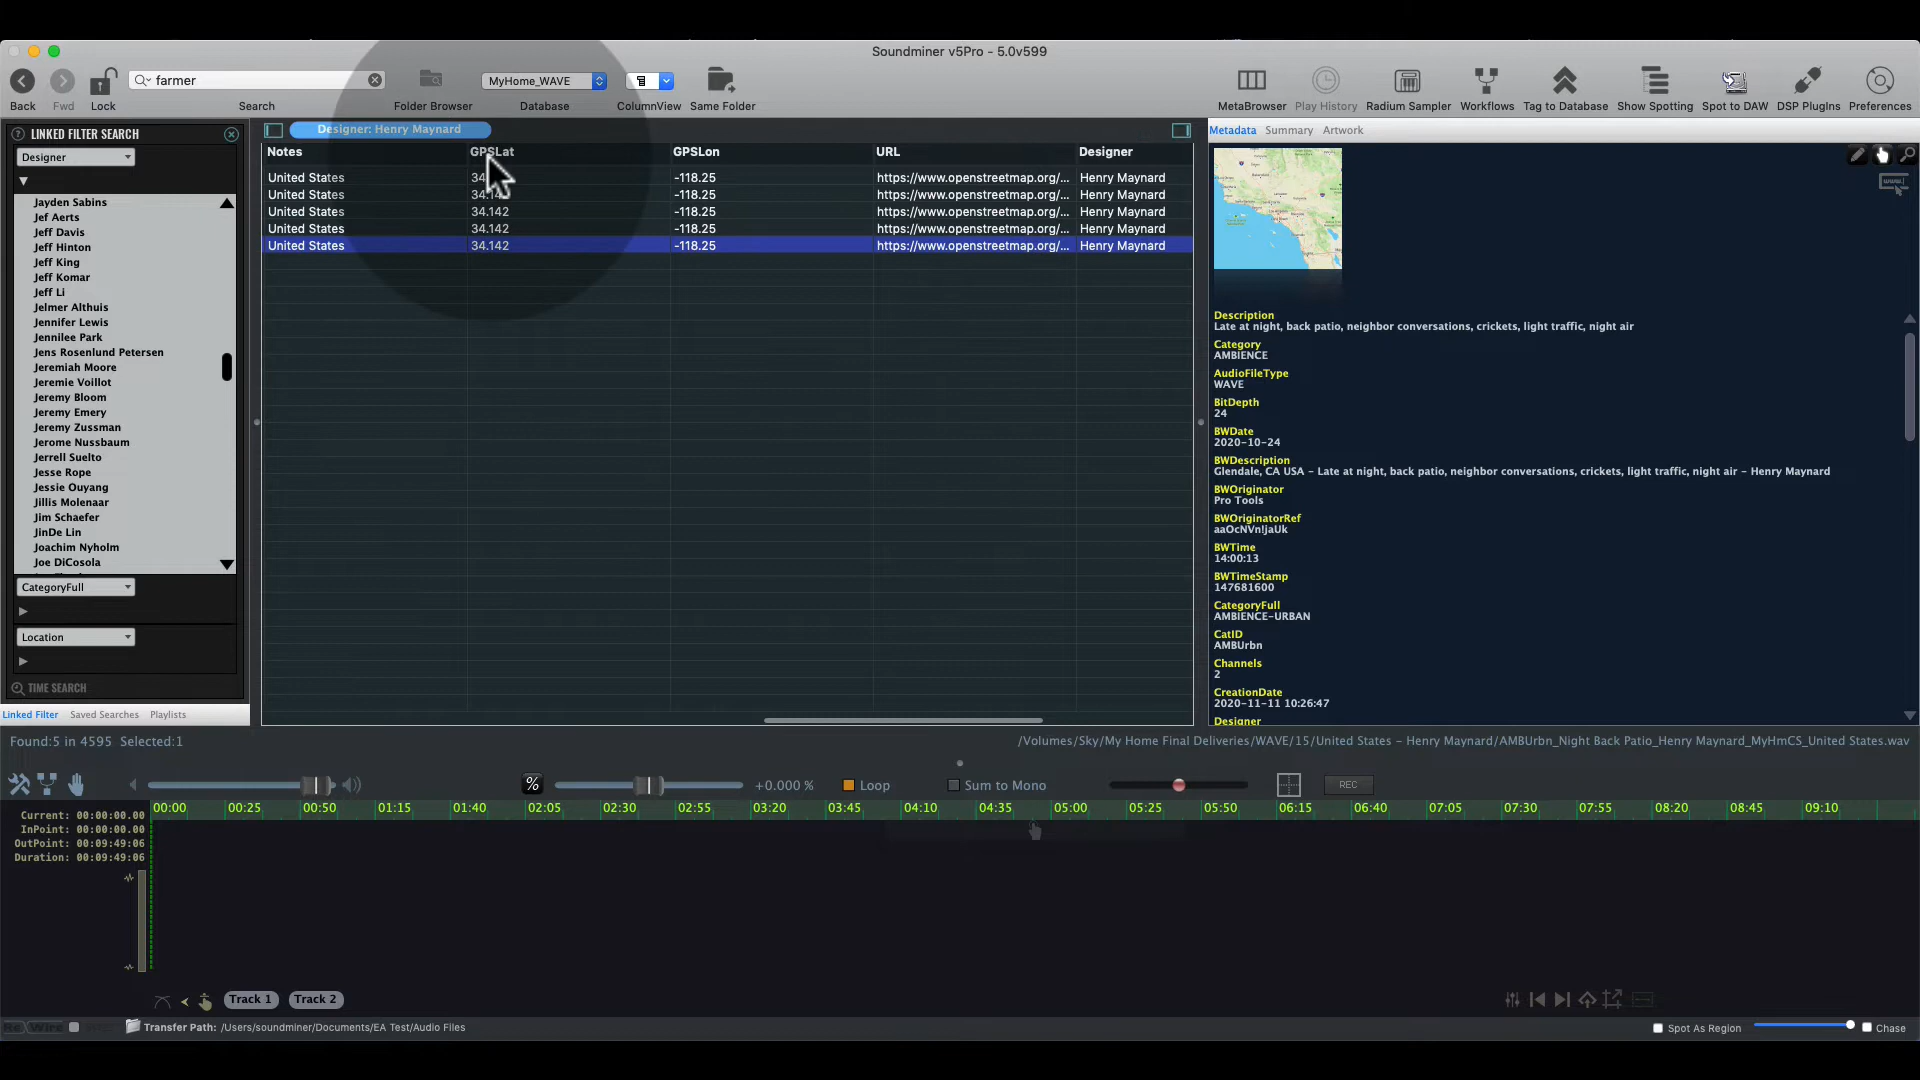 Soundminer v5Pro - 5.0v599
farmer
MyHome_WAVE
Back
Fwd
Lock
Search
Folder Browser
Database
ColumnView
Same Folder
MetaBrowser
Play History
Radium Sampler
Workflows
Tag to Database
Show Spotting
Spot to DAW
DSP PlugIns
Preferences
LINKED FILTER SEARCH
Designer
Jayden Sabins
Jef Aerts
Jeff Davis
Jeff Hinton
Jeff King
Jeff Komar
Jeff Li
Jelmer Althuis
Jennifer Lewis
Jennilee Park
Jens Rosenlund Petersen
Jeremiah Moore
Jeremie Voillot
Jeremy Bloom
Jeremy Emery
Jeremy Zussman
Jerome Nussbaum
Jerrell Suelto
Jesse Rope
Jessie Ouyang
Jillis Molenaar
Jim Schaefer
JinDe Lin
Joachim Nyholm
Joe DiCosola
CategoryFull
Location
TIME SEARCH
Linked Filter Saved Searches Playlists
Designer: Henry Maynard
Notes GPSLat GPSLon URL Designer
United States 34 -118.25 https://www.openstreetmap.org/... Henry Maynard
United States 34.142 -118.25 https://www.openstreetmap.org/... Henry Maynard
United States 34.142 -118.25 https://www.openstreetmap.org/... Henry Maynard
United States 34.142 -118.25 https://www.openstreetmap.org/... Henry Maynard
United States 34.142 -118.25 https://www.openstreetmap.org/... Henry Maynard
Metadata Summary Artwork
Description
Late at night, back patio, neighbor conversations, crickets, light traffic, night air
Category
AMBIENCE
AudioFileType
WAVE
BitDepth
24
BWDate
2020-10-24
BWDescription
Glendale, CA USA - Late at night, back patio, neighbor conversations, crickets, light traffic, night air - Henry Maynard
BWOriginator
Pro Tools
BWOriginatorRef
aaOcNVn!jaUk
BWTime
14:00:13
BWTimeStamp
147681600
CategoryFull
AMBIENCE-URBAN
CatID
AMBUrbn
Channels
2
CreationDate
2020-11-11 10:26:47
Designer
Found:5 in 4595 Selected:1
/Volumes/Sky/My Home Final Deliveries/WAVE/15/United States - Henry Maynard/AMBUrbn_Night Back Patio_Henry Maynard_MyHmCS_United States.wav
% +0.000 % Loop Sum to Mono REC
00:00 00:25 00:50 01:15 01:40 02:05 02:30 02:55 03:20 03:45 04:10 04:35 05:00 05:25 05:50 06:15 06:40 07:05 07:30 07:55 08:20 08:45 09:10
Current: 00:00:00.00
InPoint: 00:00:00.00
OutPoint: 00:09:49:06
Duration: 00:09:49:06
Track 1 Track 2
ReWire
Transfer Path: /Users/soundminer/Documents/EA Test/Audio Files
Spot As Region
Chase